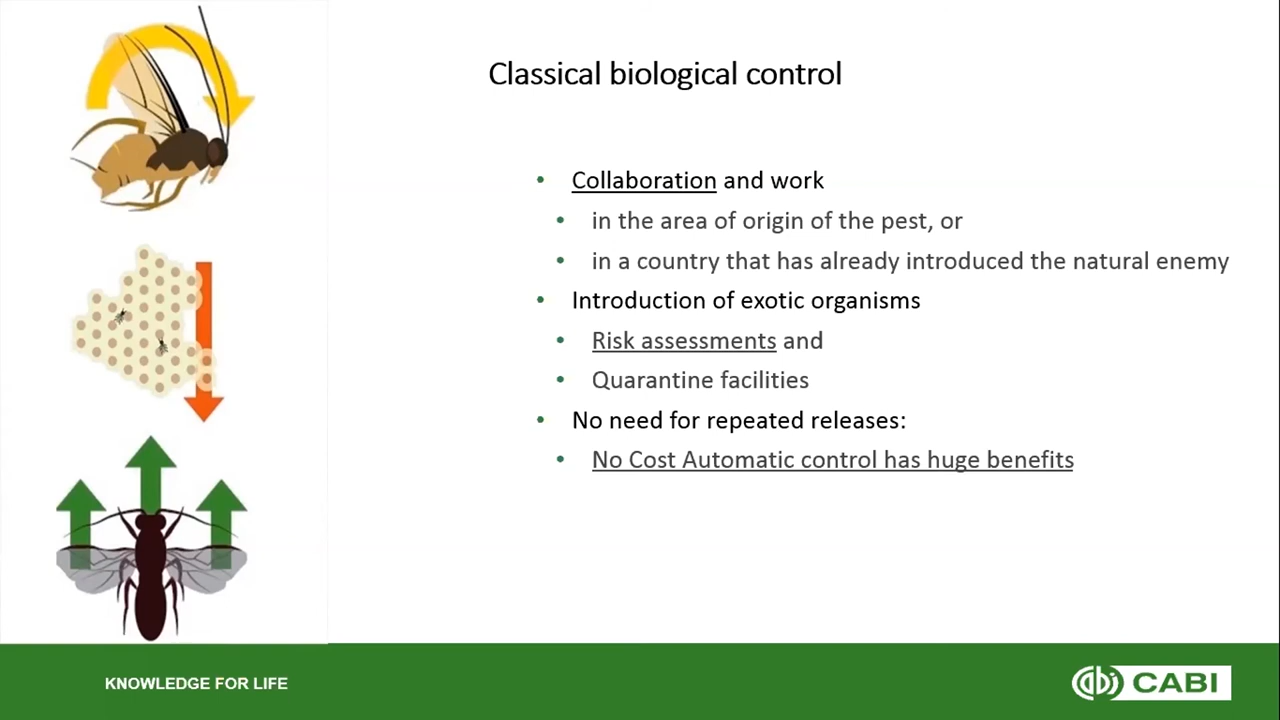 Classical biological control
• Collaboration and work
• in the area of origin of the pest, or
• in a country that has already introduced the natural enemy
• Introduction of exotic organisms
• Risk assessments and
• Quarantine facilities
• No need for repeated releases:
• No Cost Automatic control has huge benefits
KNOWLEDGE FOR LIFE
cabi CABI